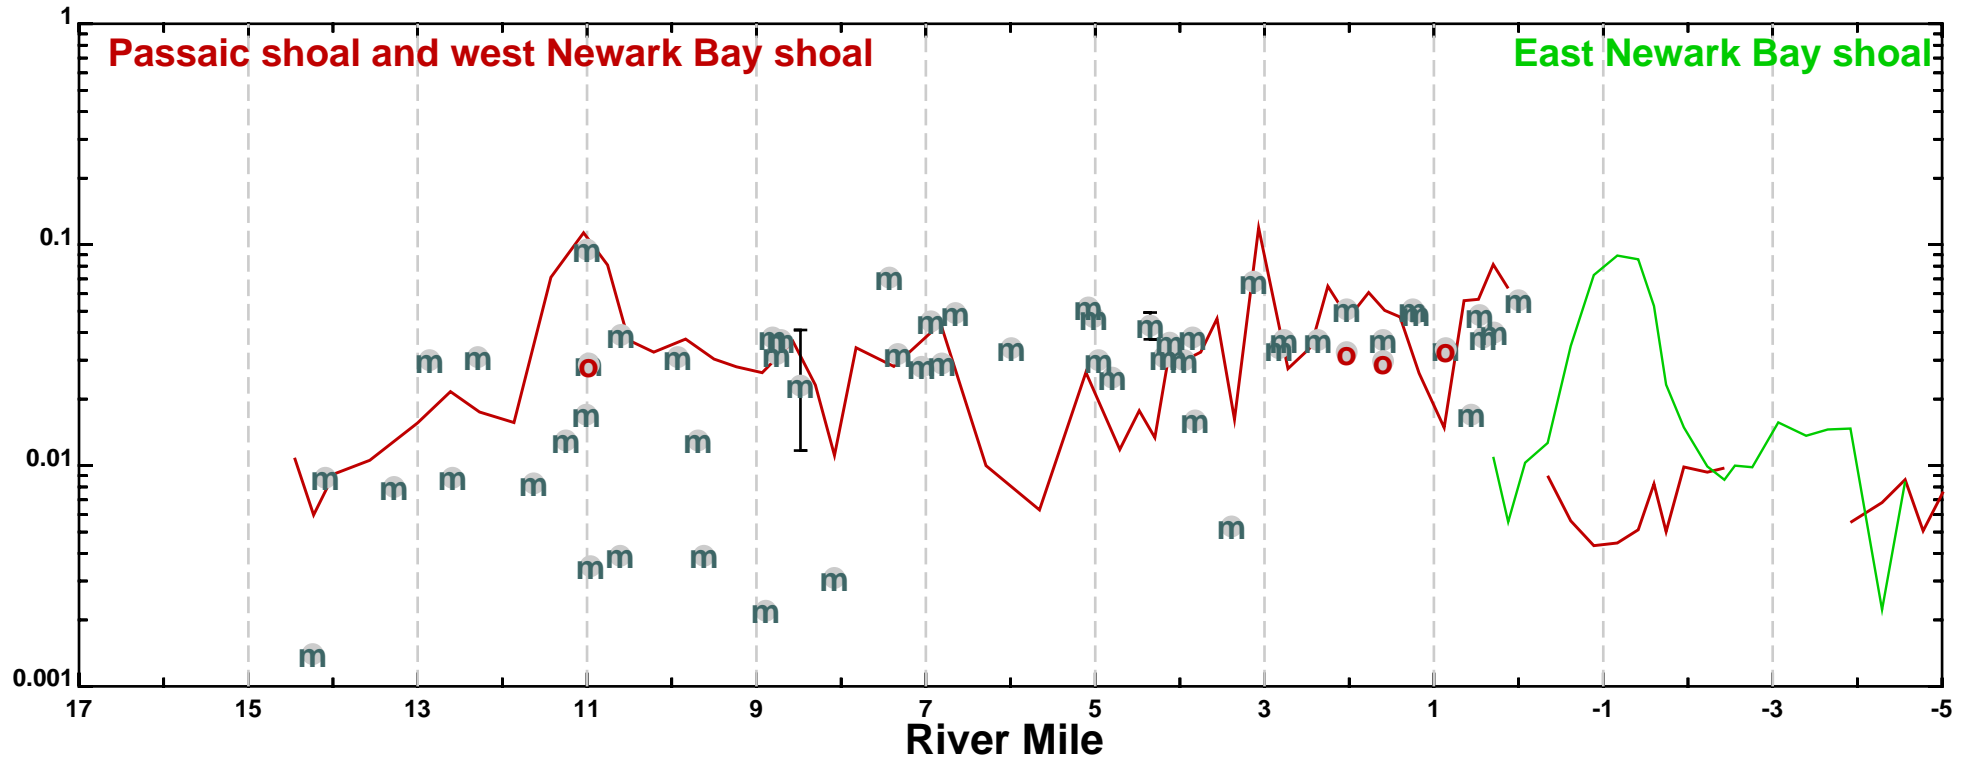 1
Passaic shoal and west Newark Bay shoal
East Newark Bay shoal
0.1
0.01
0.001
17 15 13 11 9 7 5 3 1 -1 -3 -5
River Mile